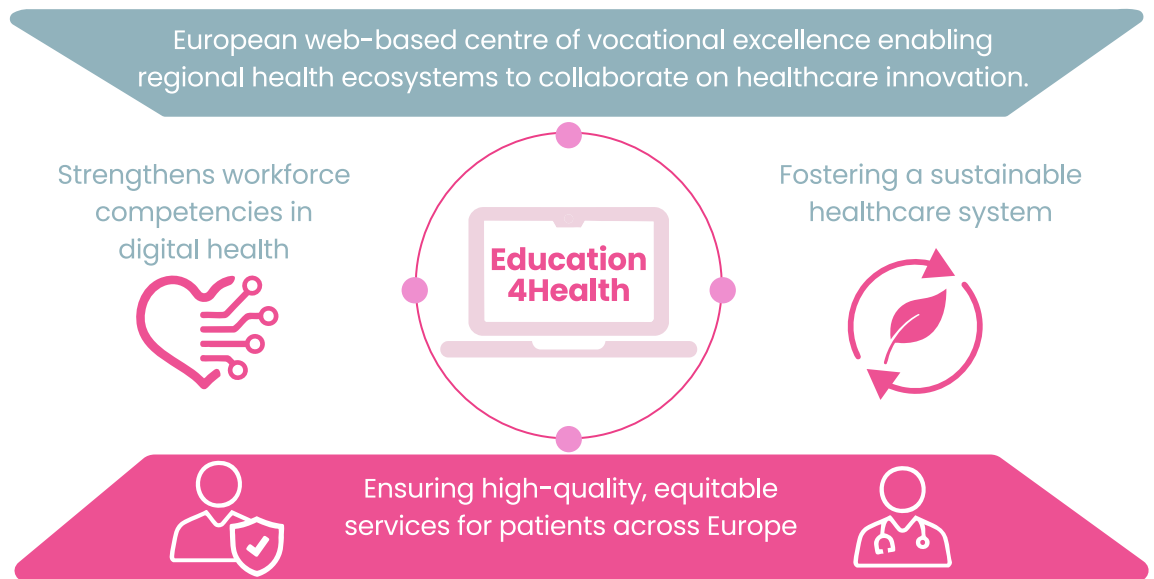 European web-based centre of vocational excellence enabling
regional health ecosystems to collaborate on healthcare innovation.
Strengthens workforce
competencies in
digital health
Education
4Health
Fostering a sustainable
healthcare system
Ensuring high-quality, equitable
services for patients across Europe